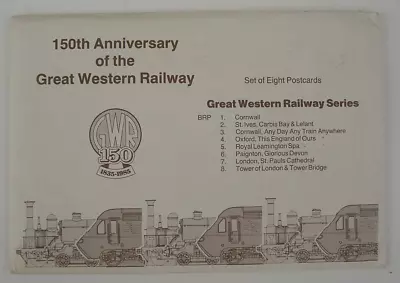 150th Anniversary
of the
Great Western Railway
Set of Eight Postcards
Great Western Railway Series
BRP 1. Cornwall
2. St. Ives, Carbis Bay & Lelant
3. Cornwall, Any Day Any Train Anywhere
4. Oxford, This England of Ours
5. Royal Leamington Spa
6. Paignton, Glorious Devon
7. London, St. Pauls Cathedral
8. Tower of London & Tower Bridge
GWR
150
1835-1985